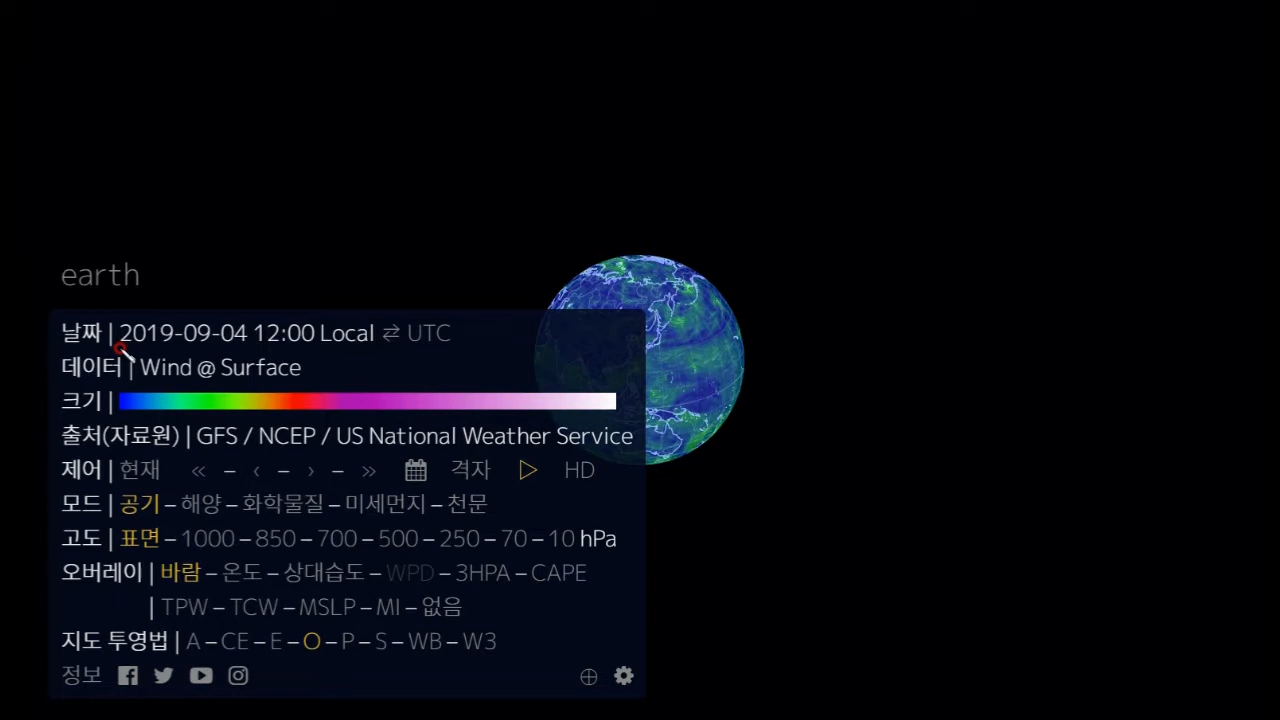 earth
날짜 | 2019-09-04 12:00 Local ⇄ UTC
데이터 | Wind @ Surface
크기 |
출처(자료원) | GFS / NCEP / US National Weather Service
제어 | 현재 « – ‹ – › – » 격자 HD
모드 | 공기 – 해양 – 화학물질 – 미세먼지 – 천문
고도 | 표면 – 1000 – 850 – 700 – 500 – 250 – 70 – 10 hPa
오버레이 | 바람 – 온도 – 상대습도 – WPD – 3HPA – CAPE
| TPW – TCW – MSLP – MI – 없음
지도 투영법 | A – CE – E – O – P – S – WB – W3
정보